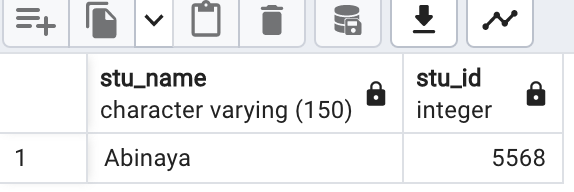 stu_name stu_id
character varying (150) integer
1 Abinaya 5568